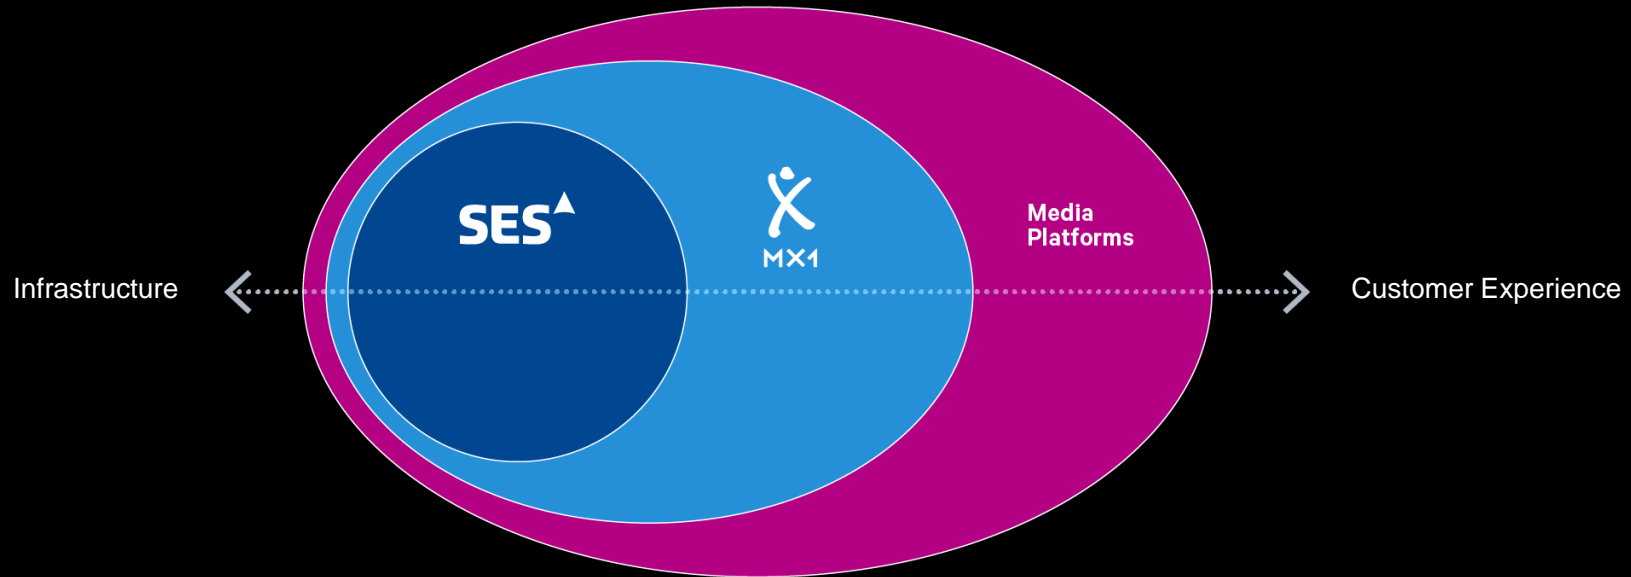 SES
MX1
Media
Platforms
Infrastructure
Customer Experience